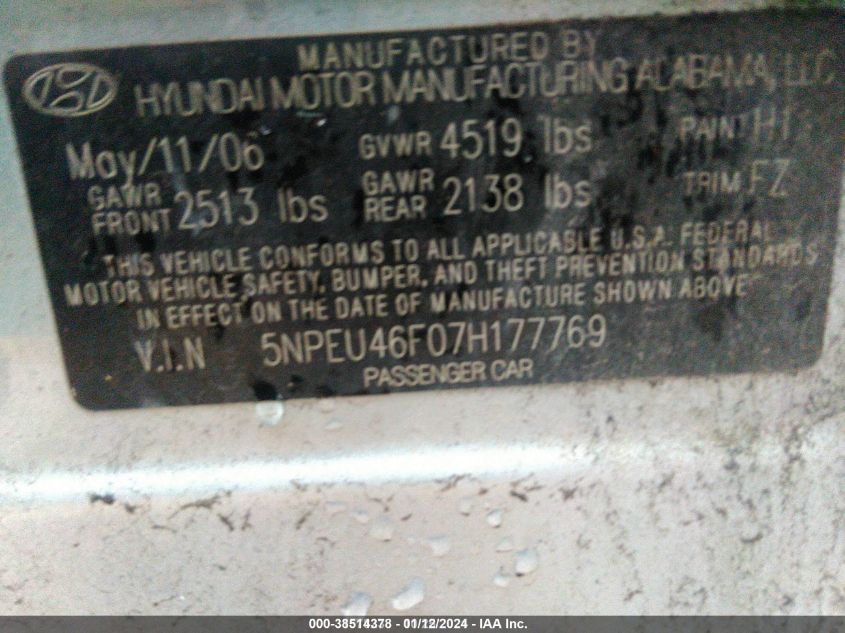 MANUFACTURED BY
HYUNDAI MOTOR MANUFACTURING ALABAMA, LLC
May/11/06 GVWR 4519 lbs PAINT HI
GAWR FRONT 2513 lbs GAWR REAR 2138 lbs TRIM FZ
THIS VEHICLE CONFORMS TO ALL APPLICABLE U.S.A. FEDERAL
MOTOR VEHICLE SAFETY, BUMPER, AND THEFT PREVENTION STANDARDS
IN EFFECT ON THE DATE OF MANUFACTURE SHOWN ABOVE
V.I.N 5NPEU46F07H177769
PASSENGER CAR
000-38514378 - 01/12/2024 - IAA Inc.